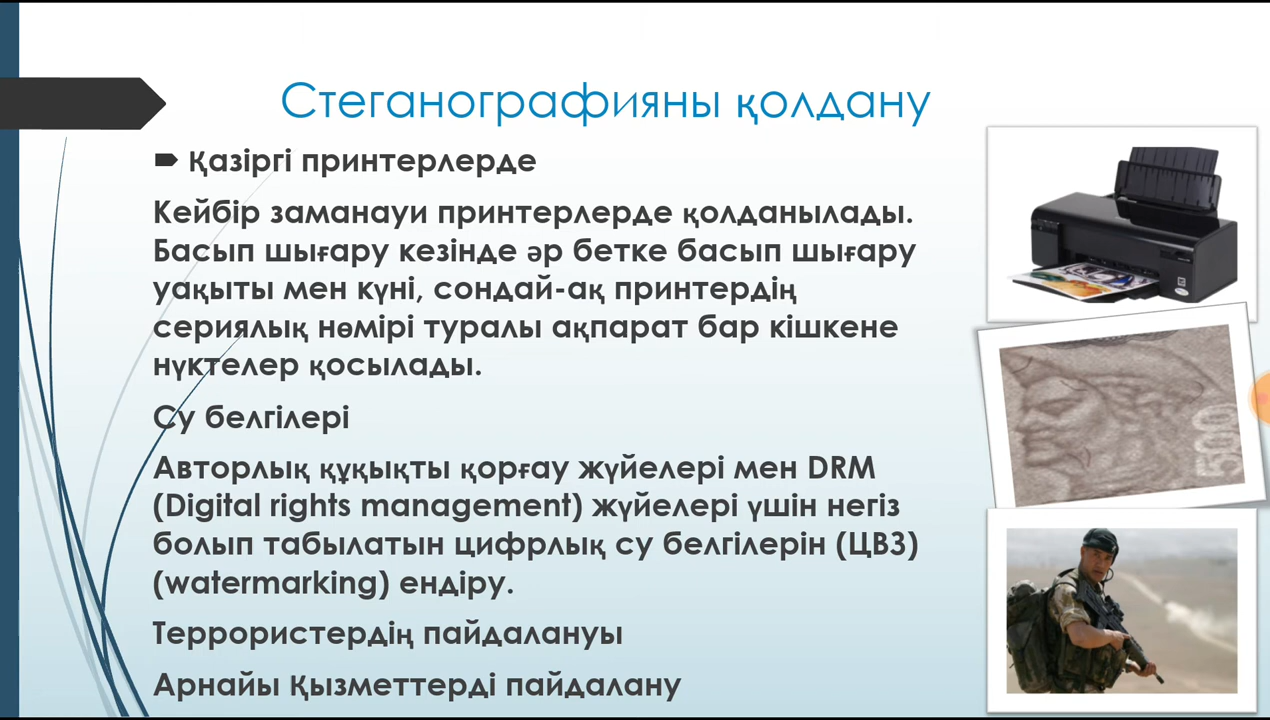 Стеганографияны қолдану
Қазіргі принтерлерде
Кейбір заманауи принтерлерде қолданылады.
Басып шығару кезінде әр бетке басып шығару
уақыты мен күні, сондай-ақ принтердің
сериялық нөмірі туралы ақпарат бар кішкене
нүктелер қосылады.
Су белгілері
Авторлық құқықты қорғау жүйелері мен DRM
(Digital rights management) жүйелері үшін негіз
болып табылатын цифрлық су белгілерін (ЦВЗ)
(watermarking) ендіру.
Террористердің пайдалануы
Арнайы Қызметтерді пайдалану
500